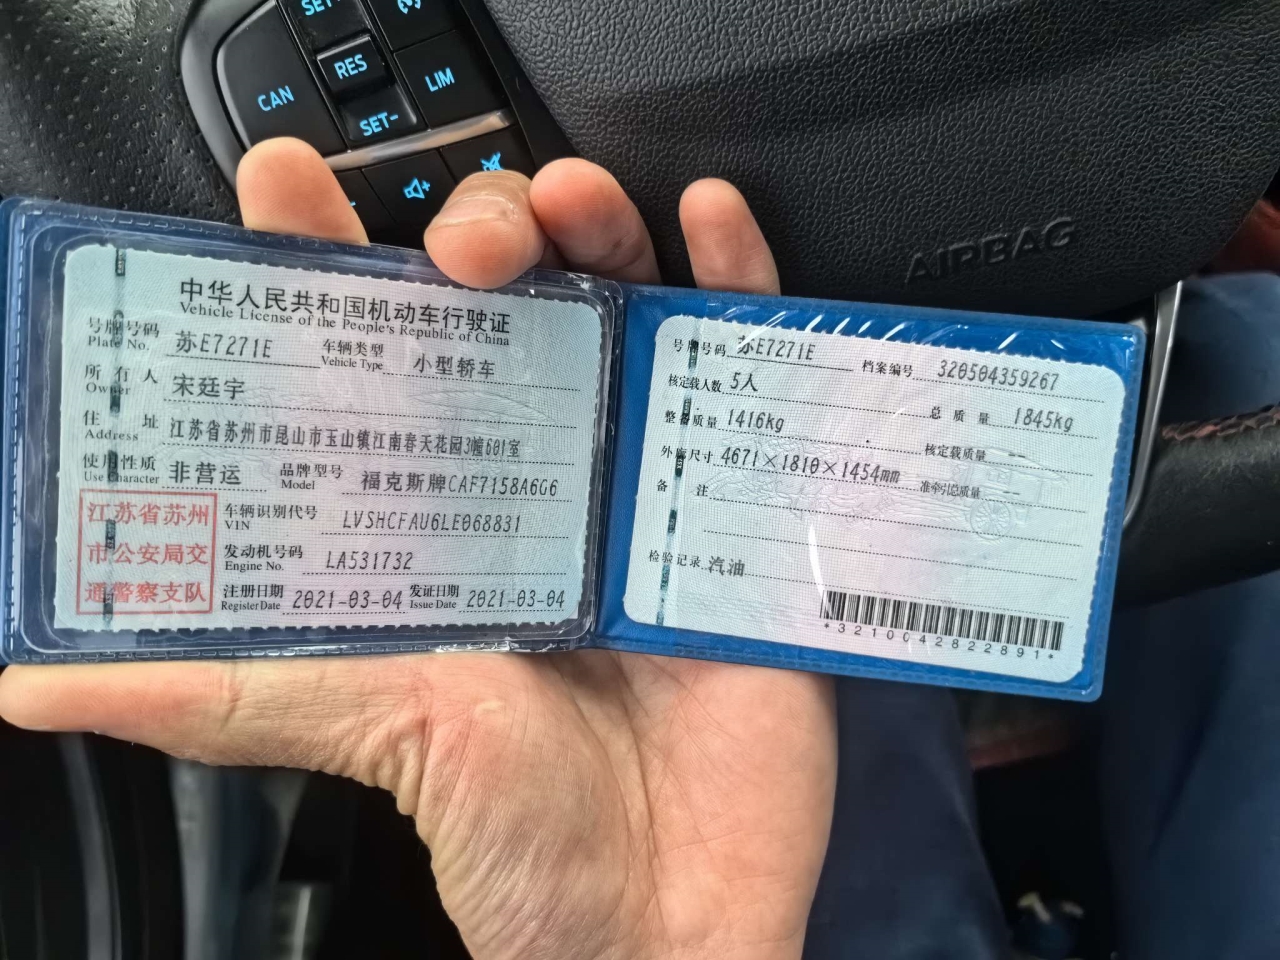 SET+
RES
CAN
LIM
SET-
AIRBAG
中华人民共和国机动车行驶证
Vehicle License of the People's Republic of China
号牌号码 苏E7271E 车辆类型 小型轿车
Plate No. Vehicle Type
所有人 宋廷宇
Owner
住址 江苏省苏州市昆山市玉山镇江南春天花园3幢601室
Address
使用性质 非营运 品牌型号 福克斯牌CAF7158A6G6
Use Character Model
江苏省苏州
市公安局交
通警察支队
车辆识别代号 LVSHCFAU6LE068831
VIN
发动机号码 LA531732
Engine No.
注册日期 2021-03-04 发证日期 2021-03-04
Register Date Issue Date
号牌号码 苏E7271E 档案编号 320504359267
核定载人数 5人 总质量 1845kg
整备质量 1416kg 核定载质量 --
外廓尺寸 4671×1810×1454mm 准牵引总质量 --
备注
检验记录 汽油
*3210042822891*